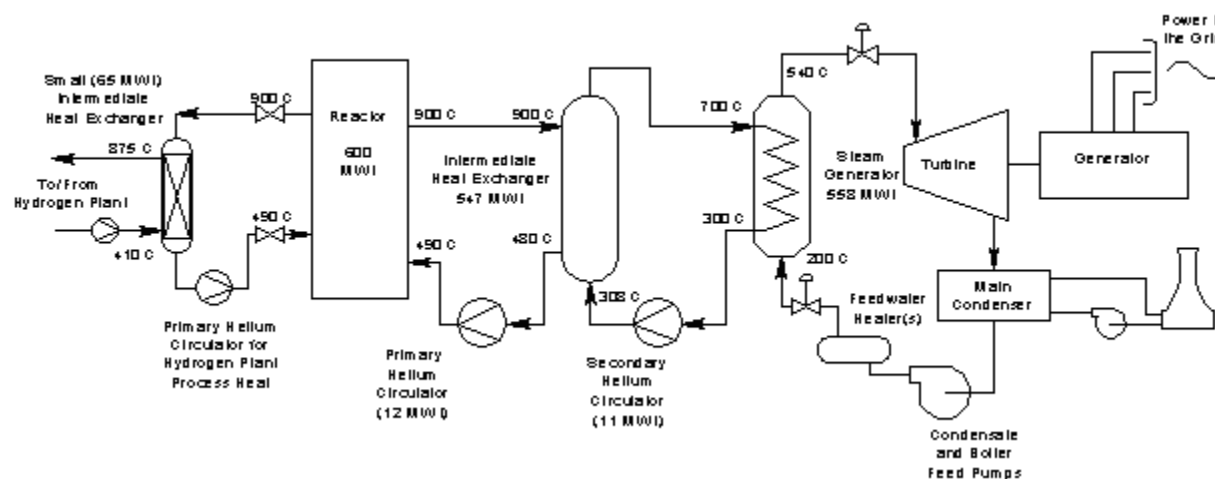 Small (65 MWt)
Intermediate
Heat Exchanger
900 C
875 C
To/From
Hydrogen Plant
410 C
490 C
Primary Helium
Circulator for
Hydrogen Plant
Process Heat
Reactor
600
MWt
900 C
900 C
Intermediate
Heat Exchanger
547 MWt
490 C
480 C
Primary
Helium
Circulator
(12 MWt)
308 C
Secondary
Helium
Circulator
(11 MWt)
700 C
540 C
300 C
200 C
Steam
Generator
558 MWt
Feedwater
Heater(s)
Turbine
Generator
Power
the Gri
Main
Condenser
Condensate
and Boiler
Feed Pumps